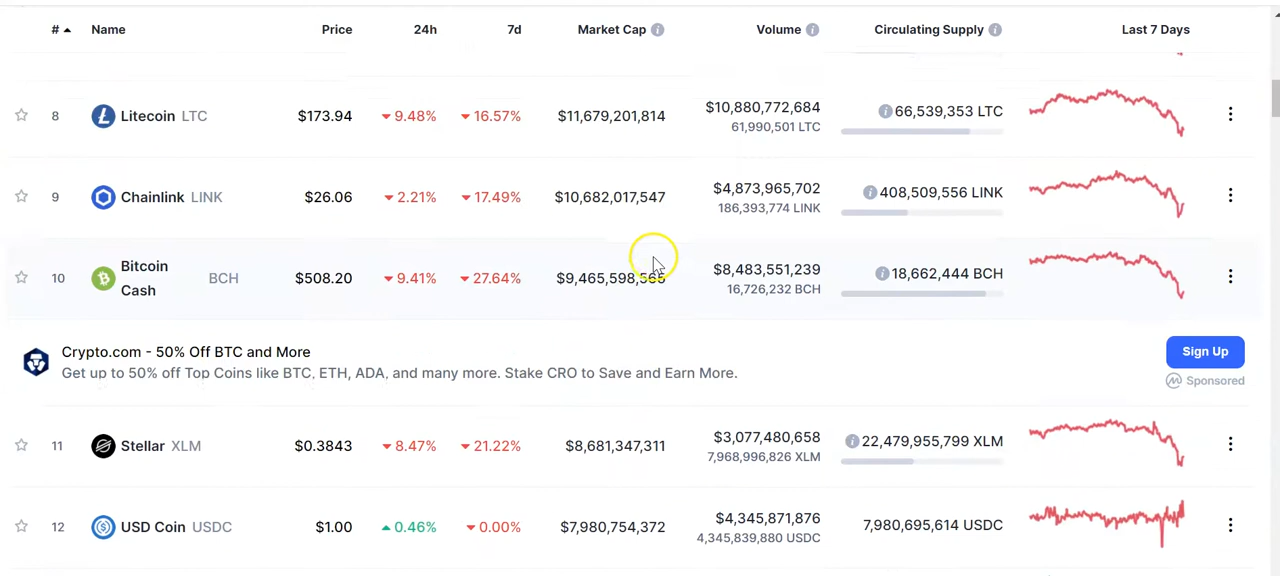 # Name Price 24h 7d Market Cap Volume Circulating Supply Last 7 Days
8 Litecoin LTC $173.94 9.48% 16.57% $11,679,201,814 $10,880,772,684 66,539,353 LTC
61,990,501 LTC
9 Chainlink LINK $26.06 2.21% 17.49% $10,682,017,547 $4,873,965,702 408,509,556 LINK
186,393,774 LINK
10 Bitcoin Cash BCH $508.20 9.41% 27.64% $9,465,598,565 $8,483,551,239 18,662,444 BCH
16,726,232 BCH
Crypto.com - 50% Off BTC and More Sign Up
Get up to 50% off Top Coins like BTC, ETH, ADA, and many more. Stake CRO to Save and Earn More. Sponsored
11 Stellar XLM $0.3843 8.47% 21.22% $8,681,347,311 $3,077,480,658 22,479,955,799 XLM
7,968,996,826 XLM
12 USD Coin USDC $1.00 0.46% 0.00% $7,980,754,372 $4,345,871,876 7,980,695,614 USDC
4,345,839,880 USDC